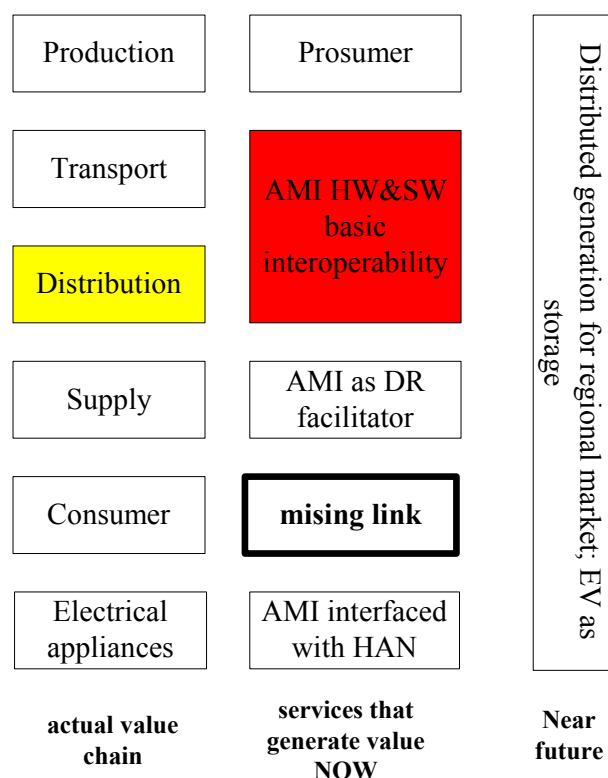 Production
Prosumer
Transport
AMI HW&SW
basic
interoperability
Distribution
Supply
AMI as DR
facilitator
Consumer
mising link
Electrical
appliances
AMI interfaced
with HAN
Distributed generation for regional market; EV as
storage
actual value
chain
services that
generate value
NOW
Near
future